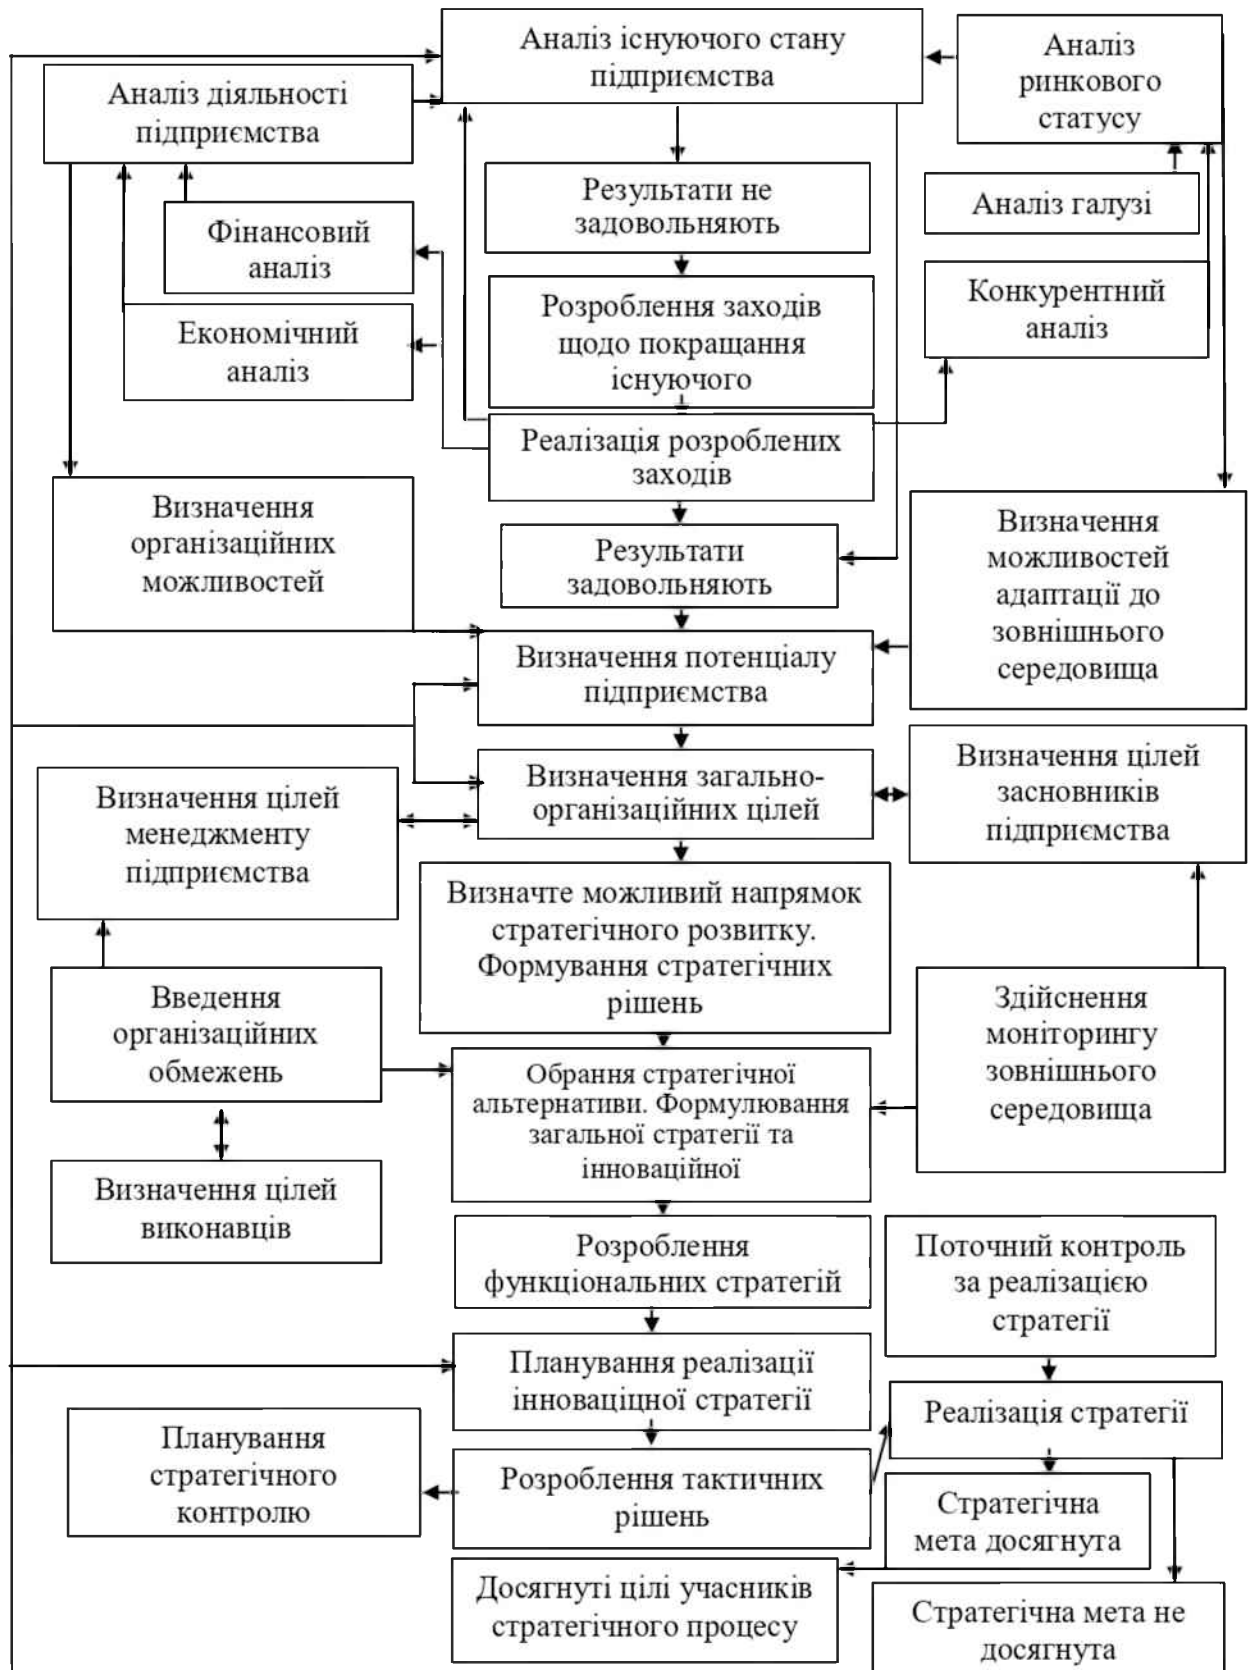 Аналіз існуючого стану
підприємства
Аналіз
ринкового
статусу
Аналіз діяльності
підприємства
Результати не
задовольняють
Аналіз галузі
Фінансовий
аналіз
Конкурентний
аналіз
Розроблення заходів
щодо покращання
існуючого
Економічний
аналіз
Реалізація розроблених
заходів
Визначення
організаційних
можливостей
Визначення
можливостей
адаптації до
зовнішнього
середовища
Результати
задовольняють
Визначення потенціалу
підприємства
Визначення цілей
засновників
підприємства
Визначення загально-
організаційних цілей
Визначення цілей
менеджменту
підприємства
Визначте можливий напрямок
стратегічного розвитку.
Формування стратегічних
рішень
Введення
організаційних
обмежень
Здійснення
моніторингу
зовнішнього
середовища
Обрання стратегічної
альтернативи. Формулювання
загальної стратегії та
інноваційної
Визначення цілей
виконавців
Розроблення
функціональних стратегій
Поточний контроль
за реалізацією
стратегії
Планування реалізації
інноваціцної стратегії
Реалізація стратегії
Планування
стратегічного
контролю
Розроблення тактичних
рішень
Стратегічна
мета досягнута
Досягнуті цілі учасників
стратегічного процесу
Стратегічна мета не
досягнута